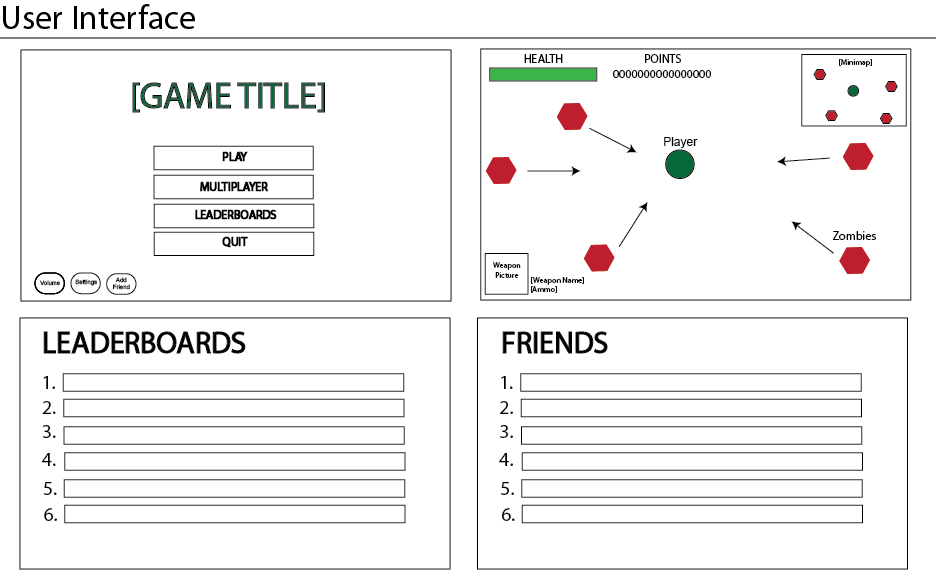 User Interface
[GAME TITLE]
PLAY
MULTIPLAYER
LEADERBOARDS
QUIT
Volume
Settings
Add
Friend
HEALTH
POINTS
00000000000000
[Minimap]
Player
Zombies
Weapon
Picture
[Weapon Name]
[Ammo]
LEADERBOARDS
1.
2.
3.
4.
5.
6.
FRIENDS
1.
2.
3.
4.
5.
6.